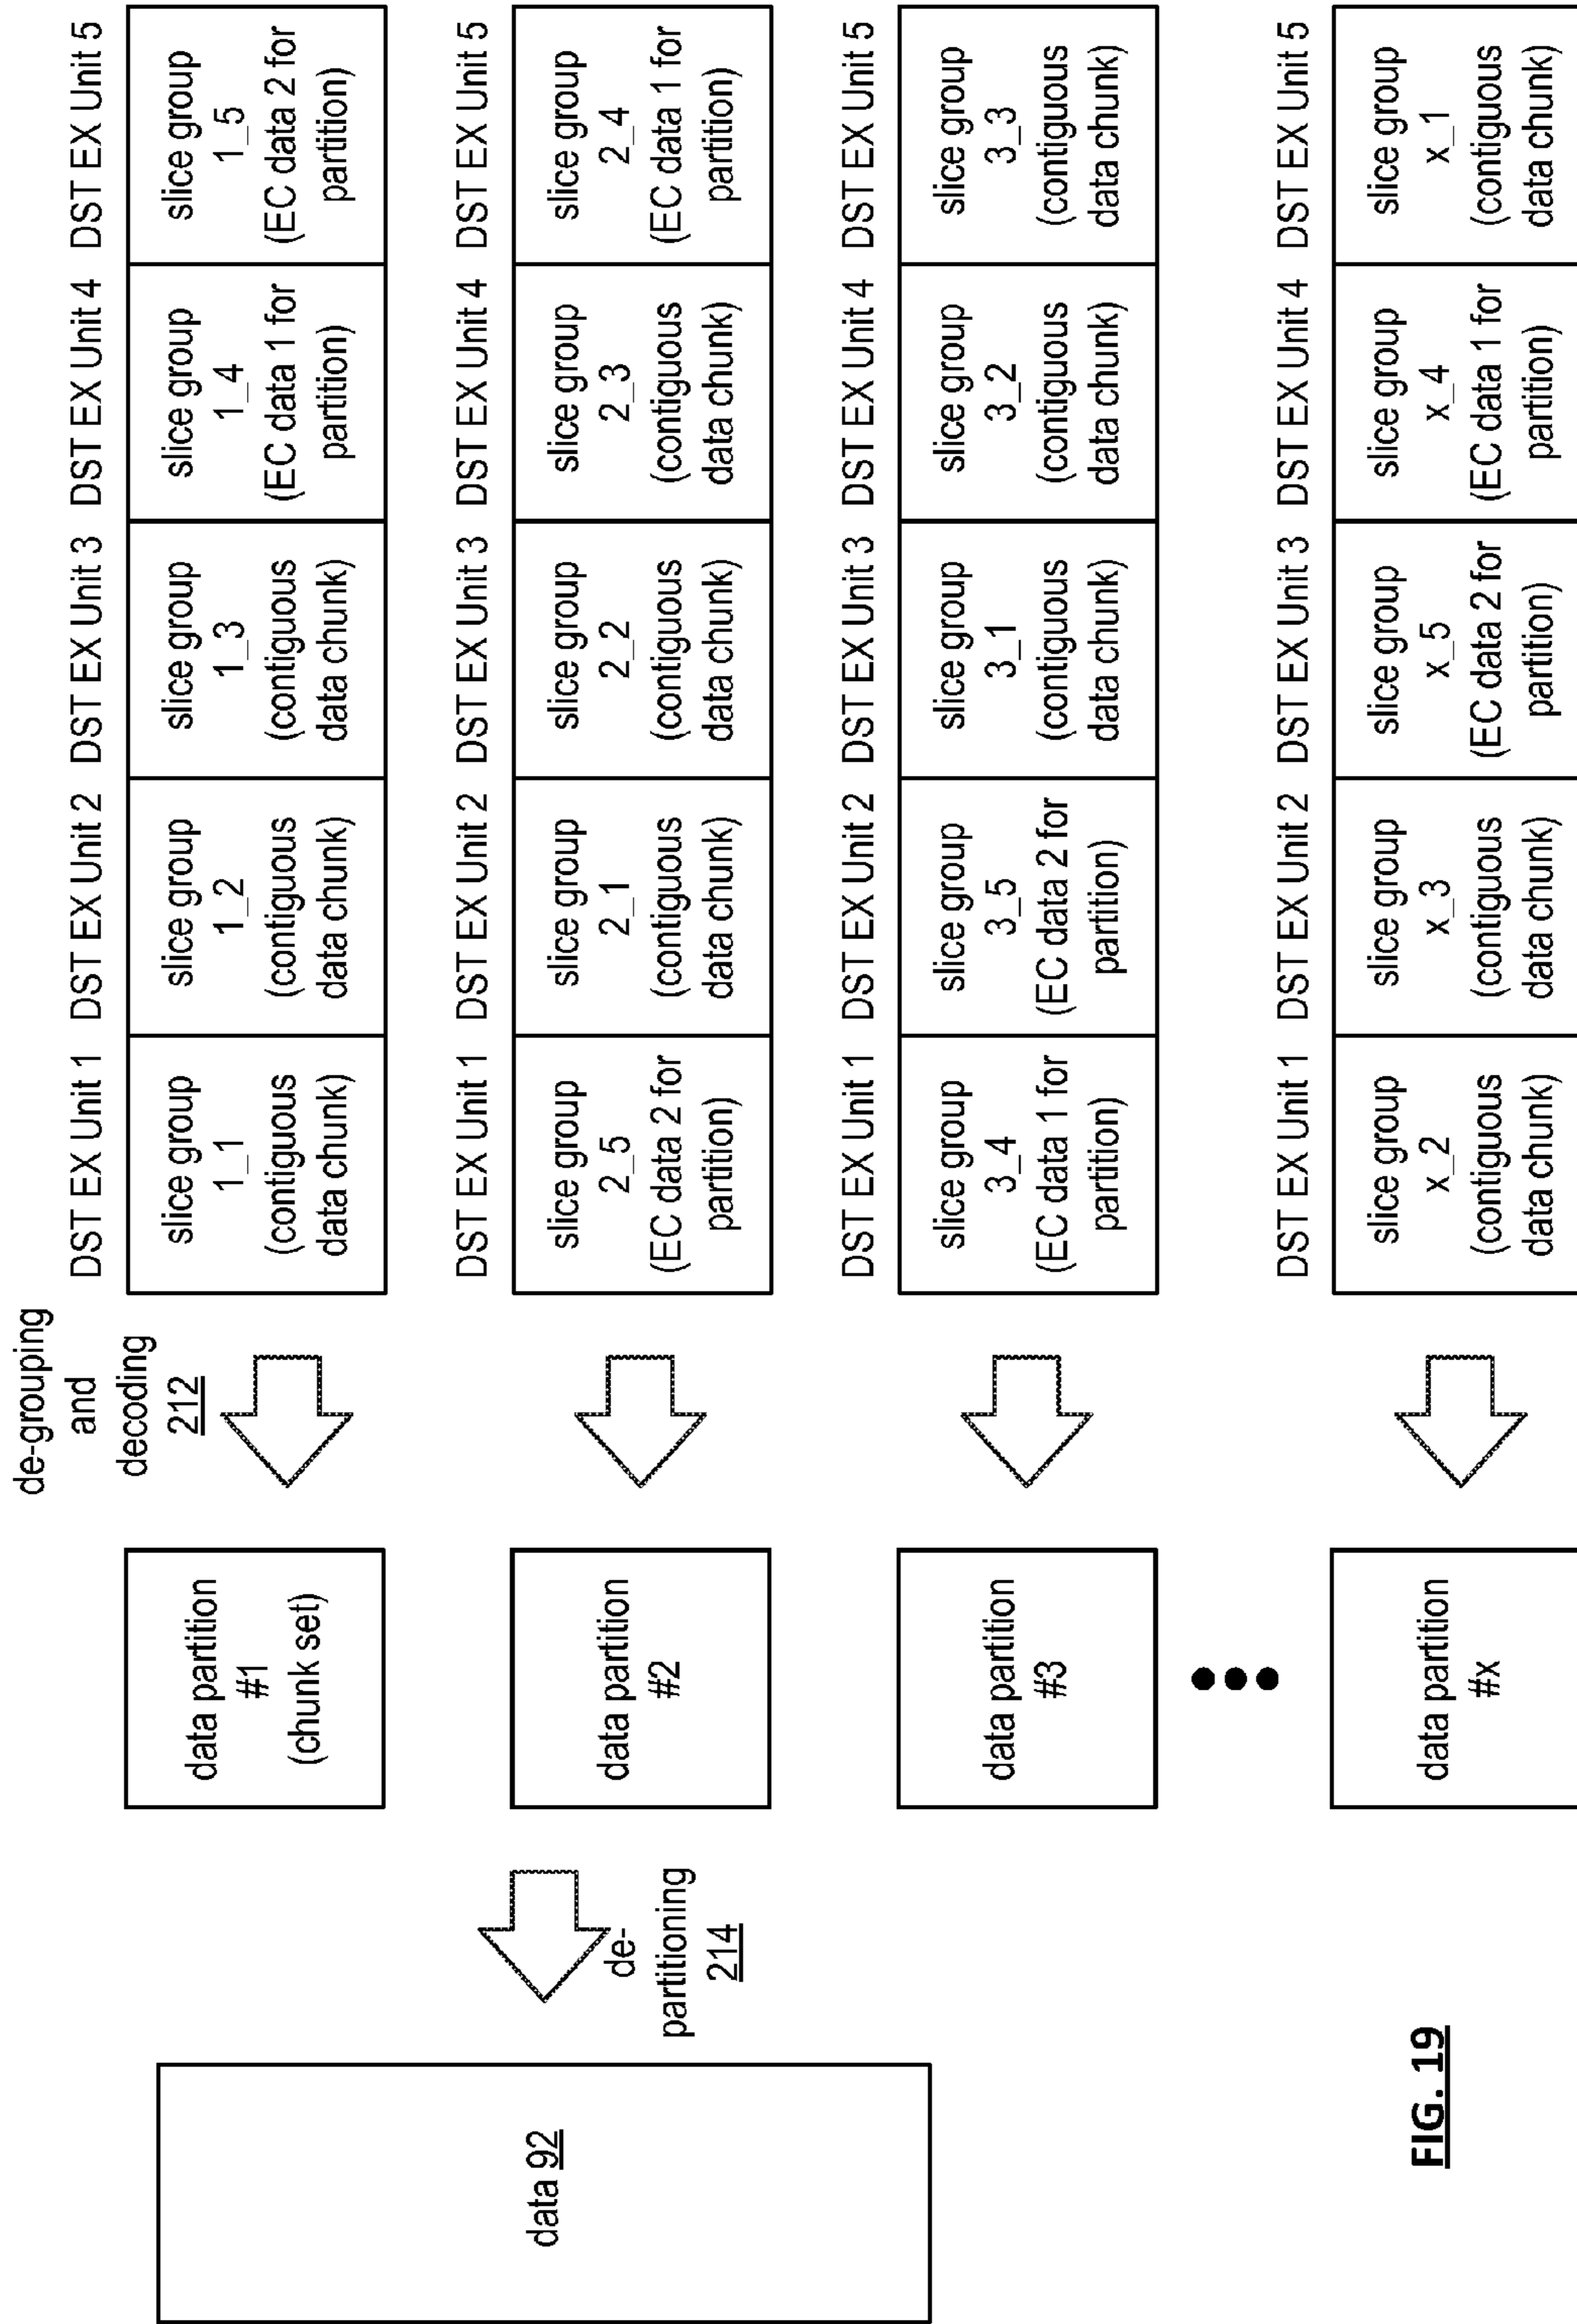 de-grouping
and
decoding
212
DST EX Unit 1 DST EX Unit 2 DST EX Unit 3 DST EX Unit 4 DST EX Unit 5
data partition
#1
(chunk set)
slice group
1_1
(contiguous
data chunk)
slice group
1_2
(contiguous
data chunk)
slice group
1_3
(contiguous
data chunk)
slice group
1_4
(EC data 1 for
partition)
slice group
1_5
(EC data 2 for
partition)
data 92
de-
partitioning
214
DST EX Unit 1 DST EX Unit 2 DST EX Unit 3 DST EX Unit 4 DST EX Unit 5
data partition
#2
slice group
2_5
(EC data 2 for
partition)
slice group
2_1
(contiguous
data chunk)
slice group
2_2
(contiguous
data chunk)
slice group
2_3
(contiguous
data chunk)
slice group
2_4
(EC data 1 for
partition)
DST EX Unit 1 DST EX Unit 2 DST EX Unit 3 DST EX Unit 4 DST EX Unit 5
data partition
#3
slice group
3_4
(EC data 1 for
partition)
slice group
3_5
(EC data 2 for
partition)
slice group
3_1
(contiguous
data chunk)
slice group
3_2
(contiguous
data chunk)
slice group
3_3
(contiguous
data chunk)
DST EX Unit 1 DST EX Unit 2 DST EX Unit 3 DST EX Unit 4 DST EX Unit 5
data partition
#x
slice group
x_2
(contiguous
data chunk)
slice group
x_3
(contiguous
data chunk)
slice group
x_5
(EC data 2 for
partition)
slice group
x_4
(EC data 1 for
partition)
slice group
x_1
(contiguous
data chunk)
FIG. 19